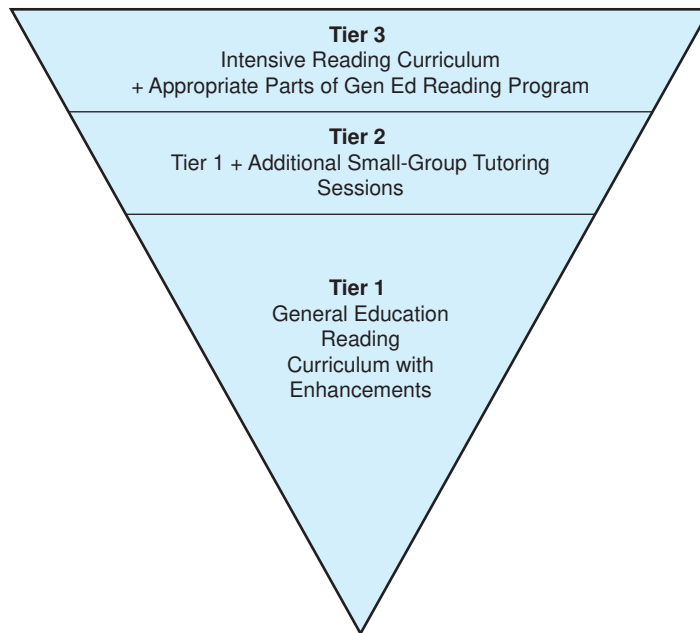 Tier 3
Intensive Reading Curriculum
+ Appropriate Parts of Gen Ed Reading Program
Tier 2
Tier 1 + Additional Small-Group Tutoring
Sessions
Tier 1
General Education
Reading
Curriculum with
Enhancements